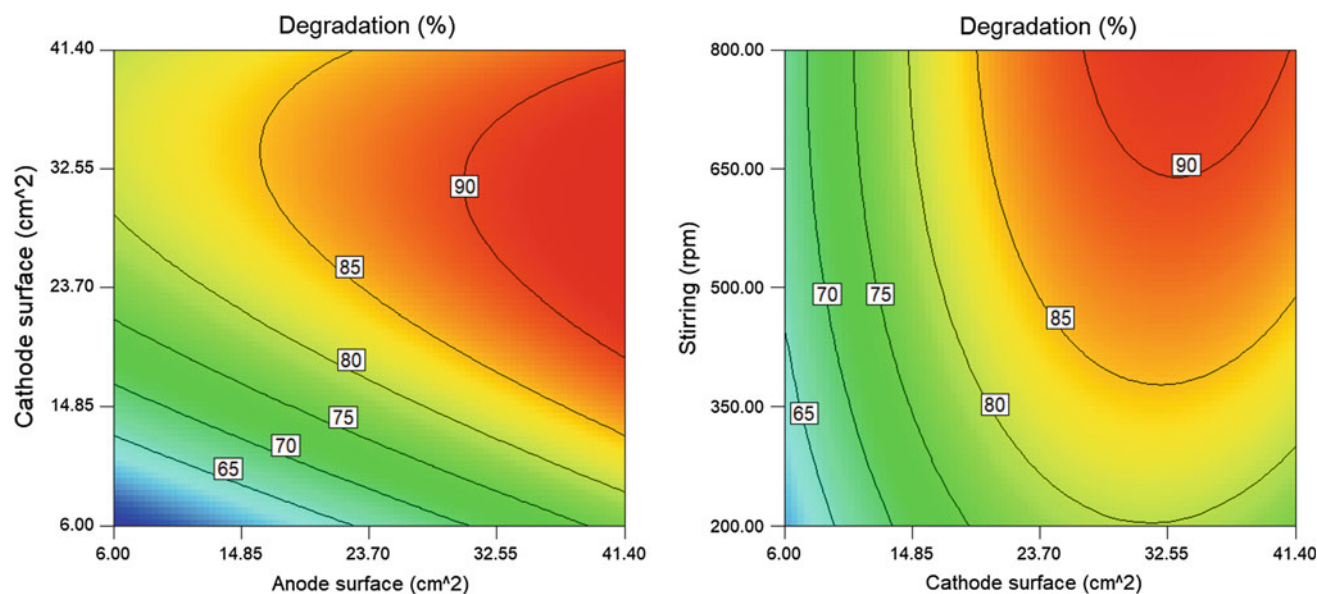 Degradation (%)
41.40
32.55
23.70
14.85
6.00
Cathode surface (cm^2)
90
85
80
75
70
65
6.00 14.85 23.70 32.55 41.40
Anode surface (cm^2)
Degradation (%)
800.00
650.00
500.00
350.00
200.00
Stirring (rpm)
90
70 75
85
80
65
6.00 14.85 23.70 32.55 41.40
Cathode surface (cm^2)